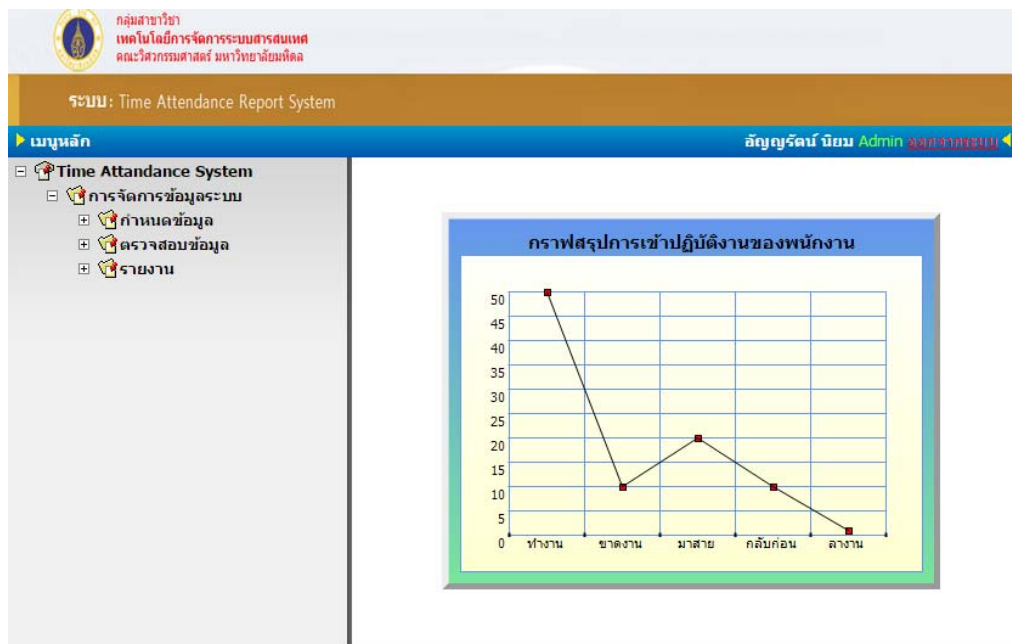 กลุ่มสาขาวิชา
เทคโนโลยีการจัดการระบบสารสนเทศ
คณะวิศวกรรมศาสตร์ มหาวิทยาลัยมหิดล
ระบบ: Time Attendance Report System
เมนูหลัก
อัญญรัตน์ นิยม Admin ออกจากระบบ
Time Attandance System
การจัดการข้อมูลระบบ
กำหนดข้อมูล
ตรวจสอบข้อมูล
รายงาน
กราฟสรุปการเข้าปฏิบัติงานของพนักงาน
50
45
40
35
30
25
20
15
10
5
0 ทำงาน ขาดงาน มาสาย กลับก่อน ลางาน